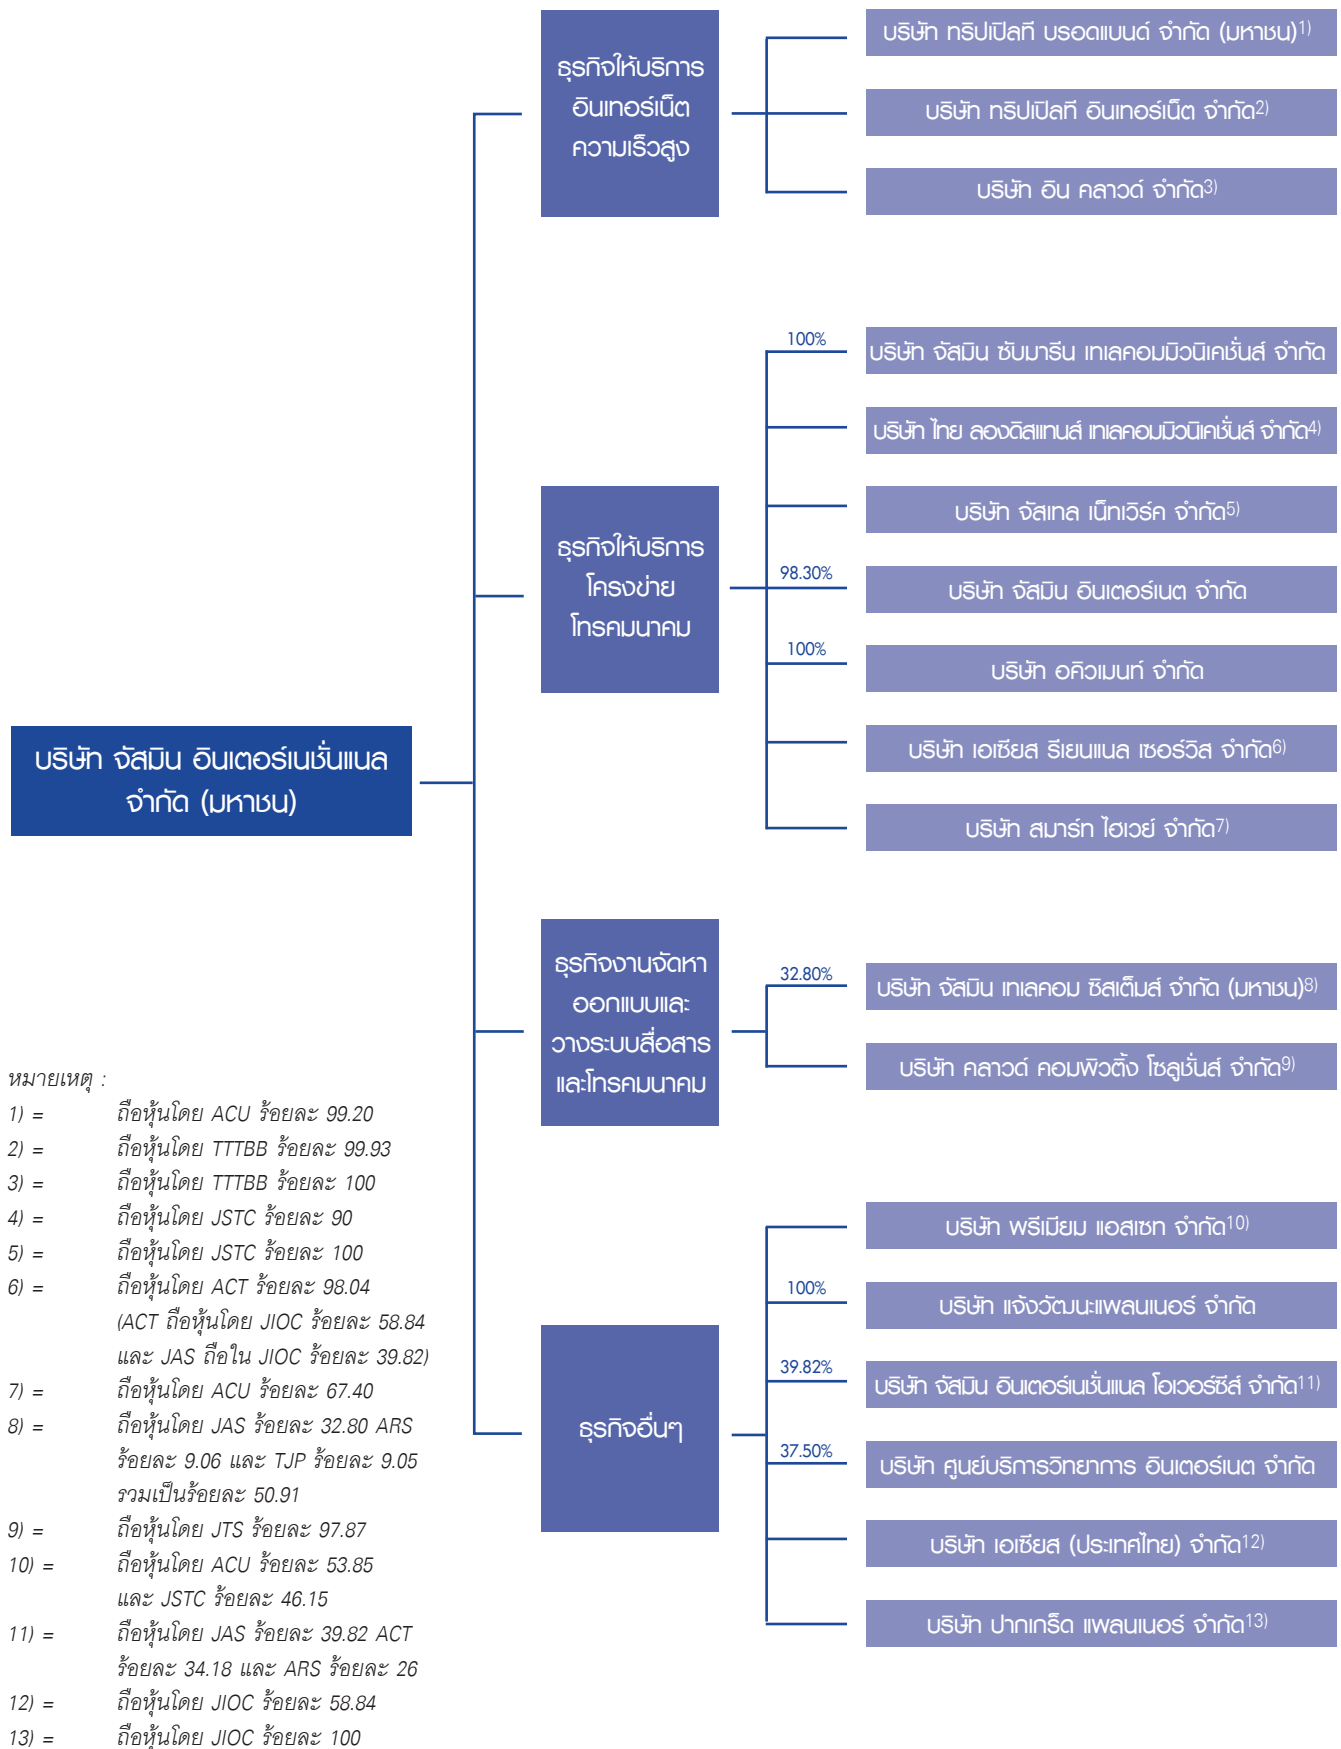 ธุรกิจให้บริการ
อินเทอร์เน็ต
ความเร็วสูง
บริษัท ทริปเปิลที บรอดแบนด์ จำกัด (มหาชน)1)
บริษัท ทริปเปิลที อินเทอร์เน็ต จำกัด2)
บริษัท อิน คลาวด์ จำกัด3)
ธุรกิจให้บริการ
โครงข่าย
โทรคมนาคม
100%
บริษัท จัสมิน ซับมารีน เทเลคอมมิวนิเคชั่นส์ จำกัด
บริษัท ไทย ลองดิสแทนส์ เทเลคอมมิวนิเคชั่นส์ จำกัด4)
บริษัท จัสเทล เน็ทเวิร์ค จำกัด5)
98.30%
บริษัท จัสมิน อินเตอร์เนต จำกัด
100%
บริษัท อคิวเมนท์ จำกัด
บริษัท เอเซียส รีเยนแนล เซอร์วิส จำกัด6)
บริษัท สมาร์ท ไฮเวย์ จำกัด7)
บริษัท จัสมิน อินเตอร์เนชั่นแนล
จำกัด (มหาชน)
ธุรกิจงานจัดหา
ออกแบบและ
วางระบบสื่อสาร
และโทรคมนาคม
32.80%
บริษัท จัสมิน เทเลคอม ซิสเต็มส์ จำกัด (มหาชน)8)
บริษัท คลาวด์ คอมพิวติ้ง โซลูชั่นส์ จำกัด9)
ธุรกิจอื่นๆ
บริษัท พรีเมียม แอสเซท จำกัด10)
100%
บริษัท แจ้งวัฒนะแพลนเนอร์ จำกัด
39.82%
บริษัท จัสมิน อินเตอร์เนชั่นแนล โอเวอร์ซีส์ จำกัด11)
37.50%
บริษัท ศูนย์บริการวิทยาการ อินเตอร์เนต จำกัด
บริษัท เอเซียส (ประเทศไทย) จำกัด12)
บริษัท ปากเกร็ด แพลนเนอร์ จำกัด13)
หมายเหตุ :
1) = ถือหุ้นโดย ACU ร้อยละ 99.20
2) = ถือหุ้นโดย TTTBB ร้อยละ 99.93
3) = ถือหุ้นโดย TTTBB ร้อยละ 100
4) = ถือหุ้นโดย JSTC ร้อยละ 90
5) = ถือหุ้นโดย JSTC ร้อยละ 100
6) = ถือหุ้นโดย ACT ร้อยละ 98.04
(ACT ถือหุ้นโดย JIOC ร้อยละ 58.84
และ JAS ถือใน JIOC ร้อยละ 39.82)
7) = ถือหุ้นโดย ACU ร้อยละ 67.40
8) = ถือหุ้นโดย JAS ร้อยละ 32.80 ARS
ร้อยละ 9.06 และ TJP ร้อยละ 9.05
รวมเป็นร้อยละ 50.91
9) = ถือหุ้นโดย JTS ร้อยละ 97.87
10) = ถือหุ้นโดย ACU ร้อยละ 53.85
และ JSTC ร้อยละ 46.15
11) = ถือหุ้นโดย JAS ร้อยละ 39.82 ACT
ร้อยละ 34.18 และ ARS ร้อยละ 26
12) = ถือหุ้นโดย JIOC ร้อยละ 58.84
13) = ถือหุ้นโดย JIOC ร้อยละ 100